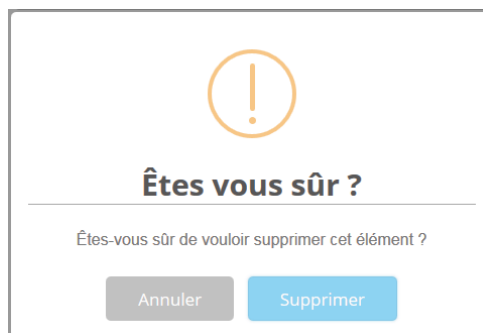 Êtes vous sûr ?
Êtes-vous sûr de vouloir supprimer cet élément ?
Annuler
Supprimer